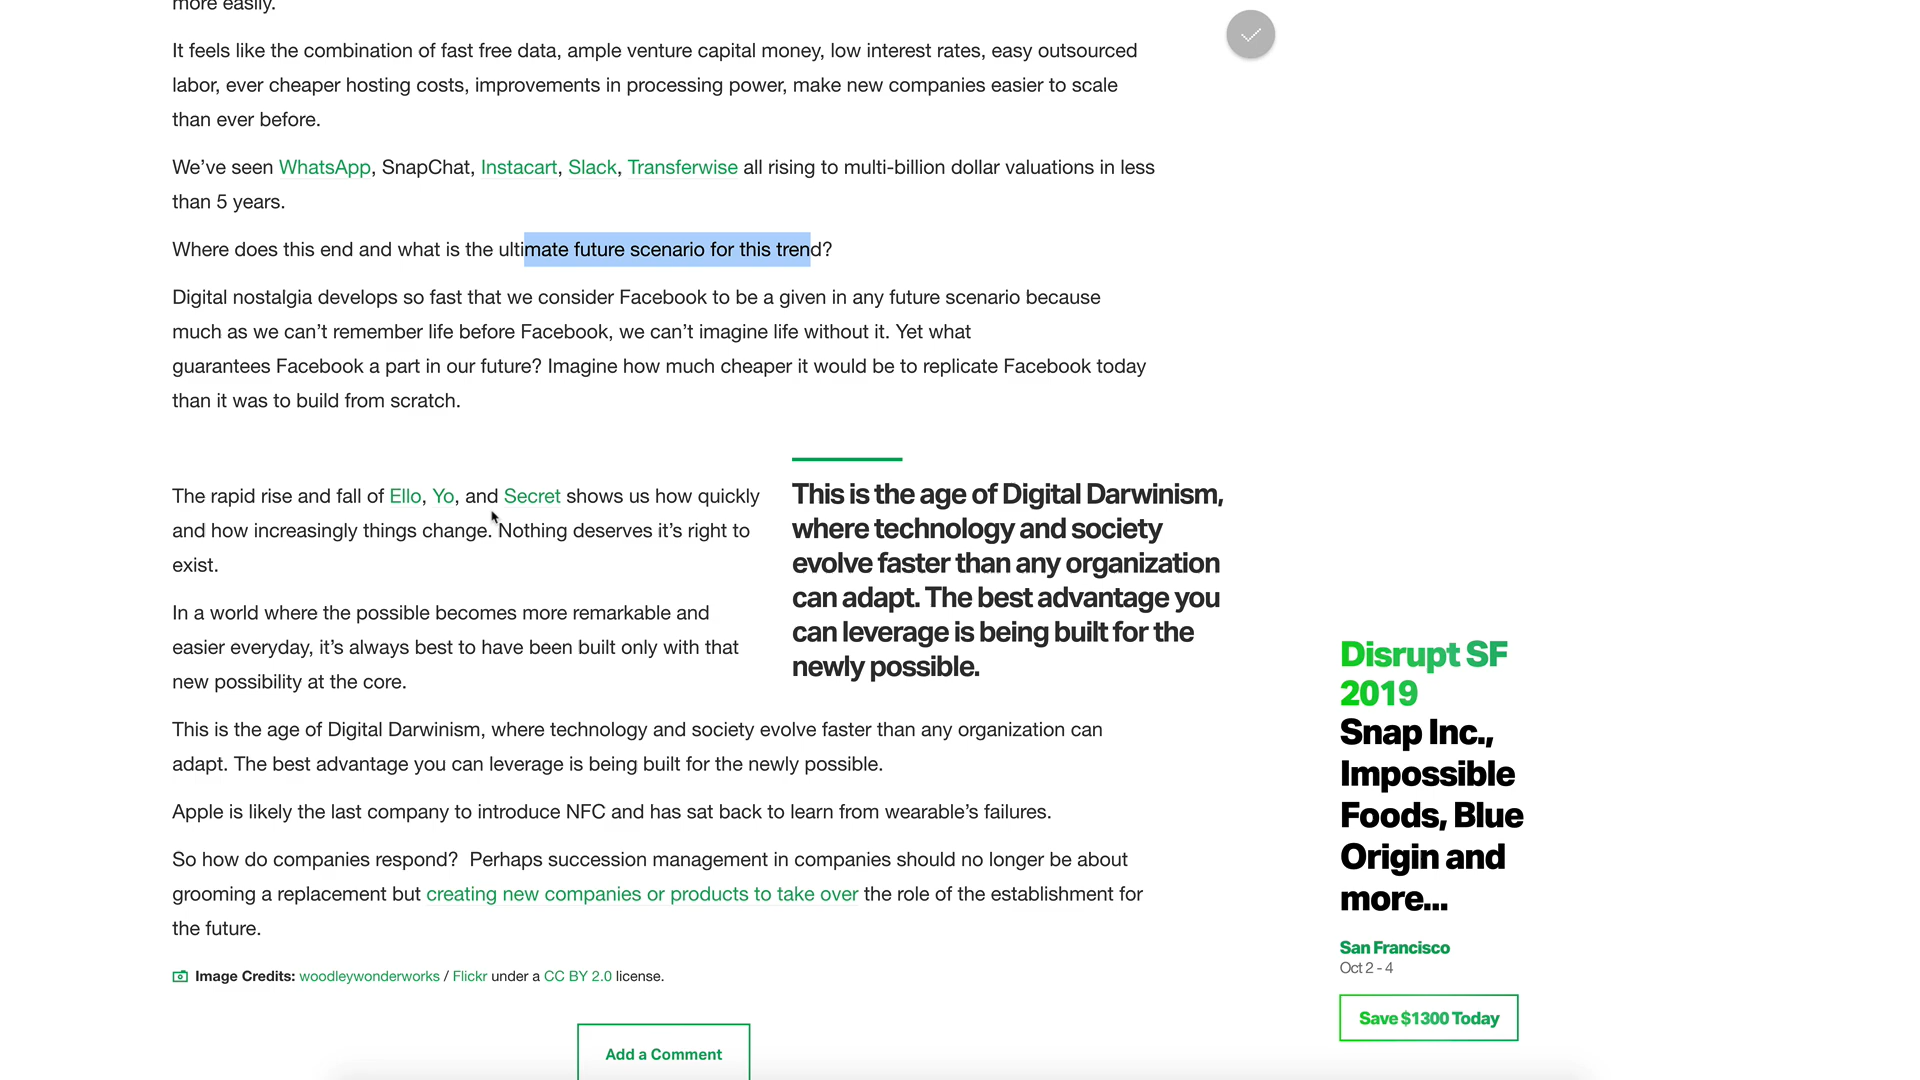 more easily.
It feels like the combination of fast free data, ample venture capital money, low interest rates, easy outsourced
labor, ever cheaper hosting costs, improvements in processing power, make new companies easier to scale
than ever before.
We’ve seen WhatsApp, SnapChat, Instacart, Slack, Transferwise all rising to multi-billion dollar valuations in less
than 5 years.
Where does this end and what is the ultimate future scenario for this trend?
Digital nostalgia develops so fast that we consider Facebook to be a given in any future scenario because
much as we can’t remember life before Facebook, we can’t imagine life without it. Yet what
guarantees Facebook a part in our future? Imagine how much cheaper it would be to replicate Facebook today
than it was to build from scratch.
The rapid rise and fall of Ello, Yo, and Secret shows us how quickly
and how increasingly things change. Nothing deserves it’s right to
exist.
In a world where the possible becomes more remarkable and
easier everyday, it’s always best to have been built only with that
new possibility at the core.
This is the age of Digital Darwinism,
where technology and society
evolve faster than any organization
can adapt. The best advantage you
can leverage is being built for the
newly possible.
This is the age of Digital Darwinism, where technology and society evolve faster than any organization can
adapt. The best advantage you can leverage is being built for the newly possible.
Apple is likely the last company to introduce NFC and has sat back to learn from wearable’s failures.
So how do companies respond?  Perhaps succession management in companies should no longer be about
grooming a replacement but creating new companies or products to take over the role of the establishment for
the future.
Image Credits: woodleywonderworks / Flickr under a CC BY 2.0 license.
Add a Comment
Disrupt SF
2019
Snap Inc.,
Impossible
Foods, Blue
Origin and
more...
San Francisco
Oct 2 - 4
Save $1300 Today